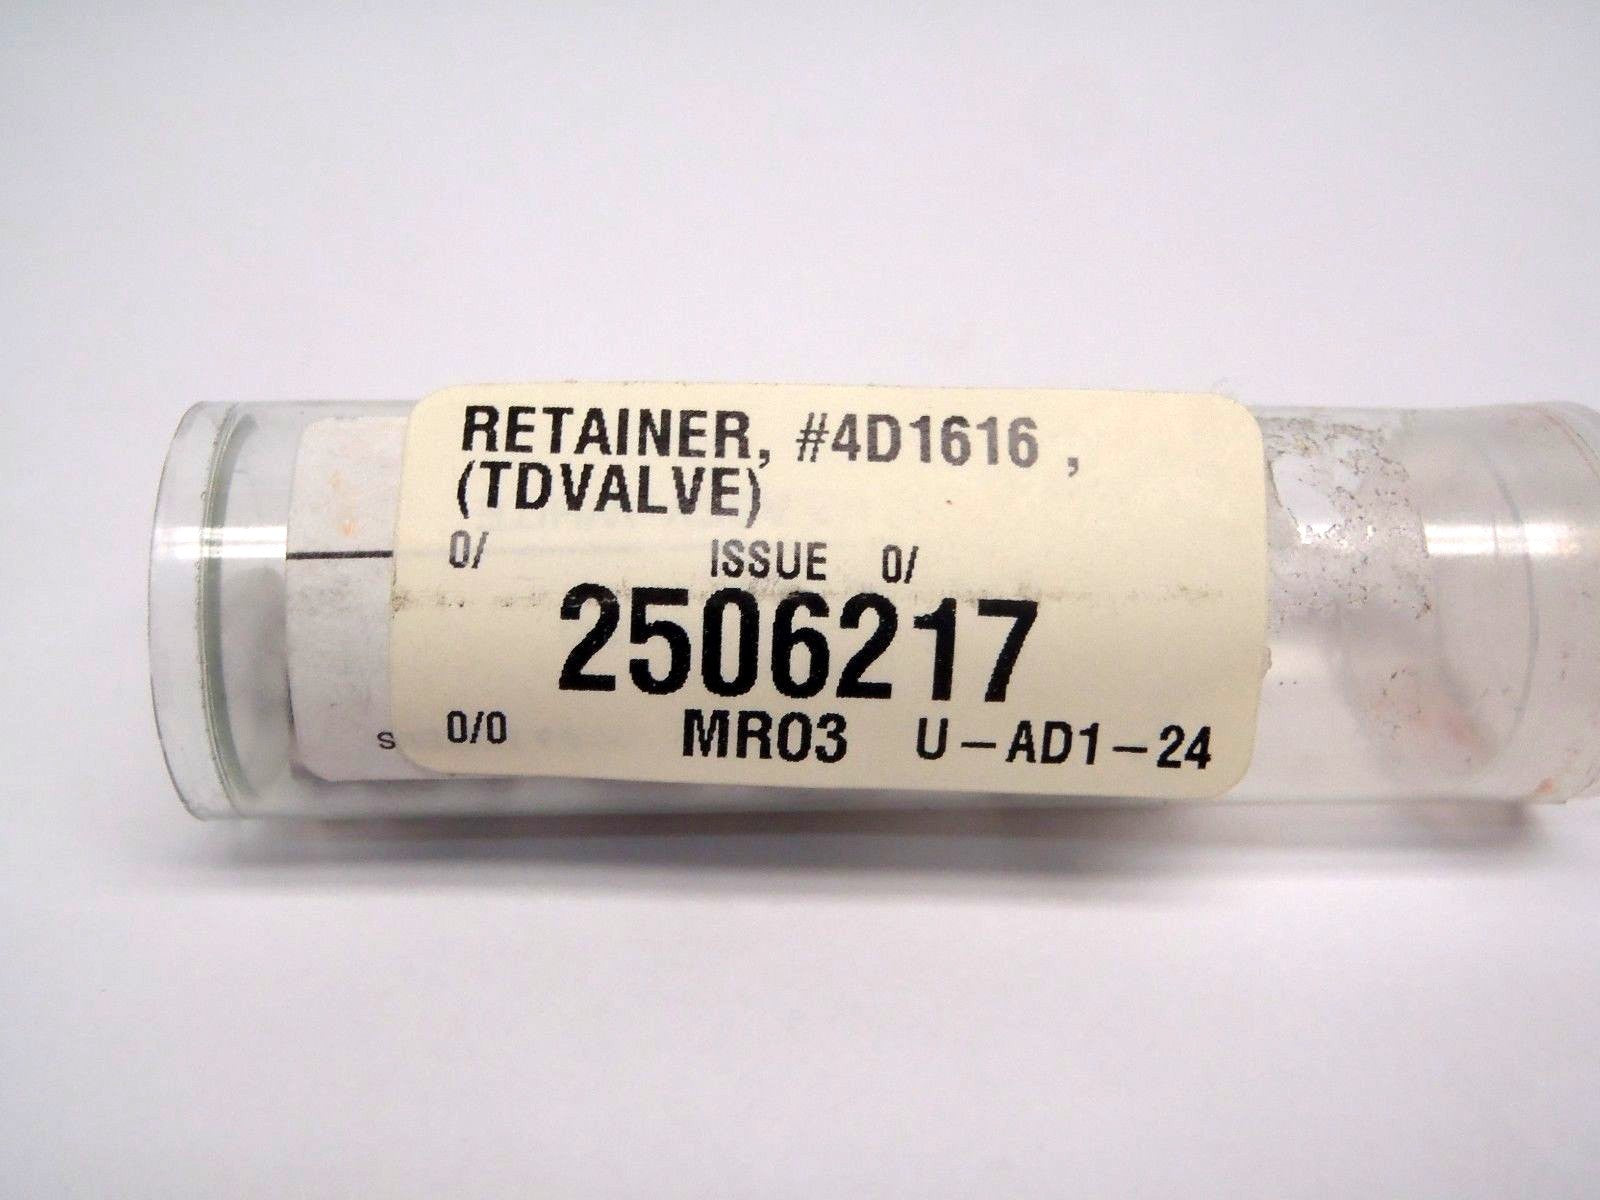 RETAINER, #4D1616 ,
(TDVALVE)
0/ ISSUE 0/
2506217
S 0/0 MR03 U-AD1-24